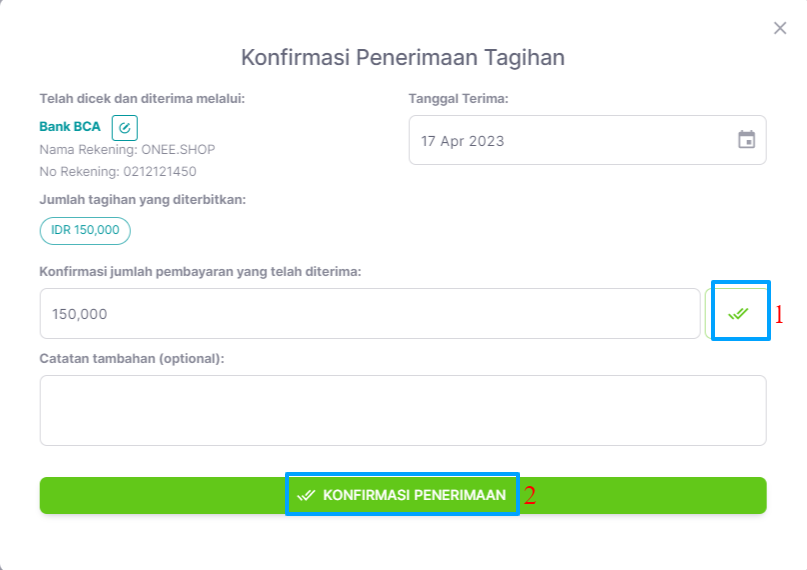 Konfirmasi Penerimaan Tagihan
Telah dicek dan diterima melalui:
Bank BCA
Nama Rekening: ONEE.SHOP
No Rekening: 0212121450
Tanggal Terima:
17 Apr 2023
Jumlah tagihan yang diterbitkan:
IDR 150,000
Konfirmasi jumlah pembayaran yang telah diterima:
150,000
1
Catatan tambahan (optional):
KONFIRMASI PENERIMAAN
2